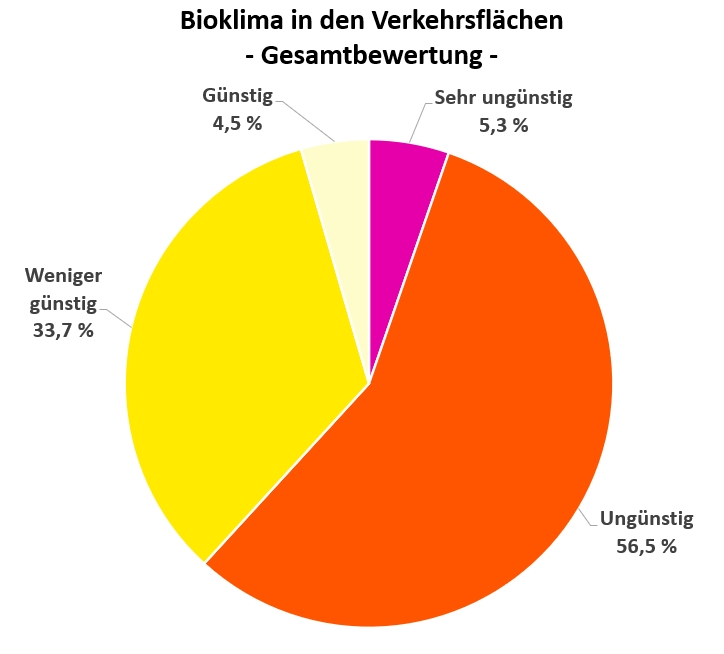 Bioklima in den Verkehrsflächen
- Gesamtbewertung -
Günstig
4,5 %
Sehr ungünstig
5,3 %
Weniger
günstig
33,7 %
Ungünstig
56,5 %